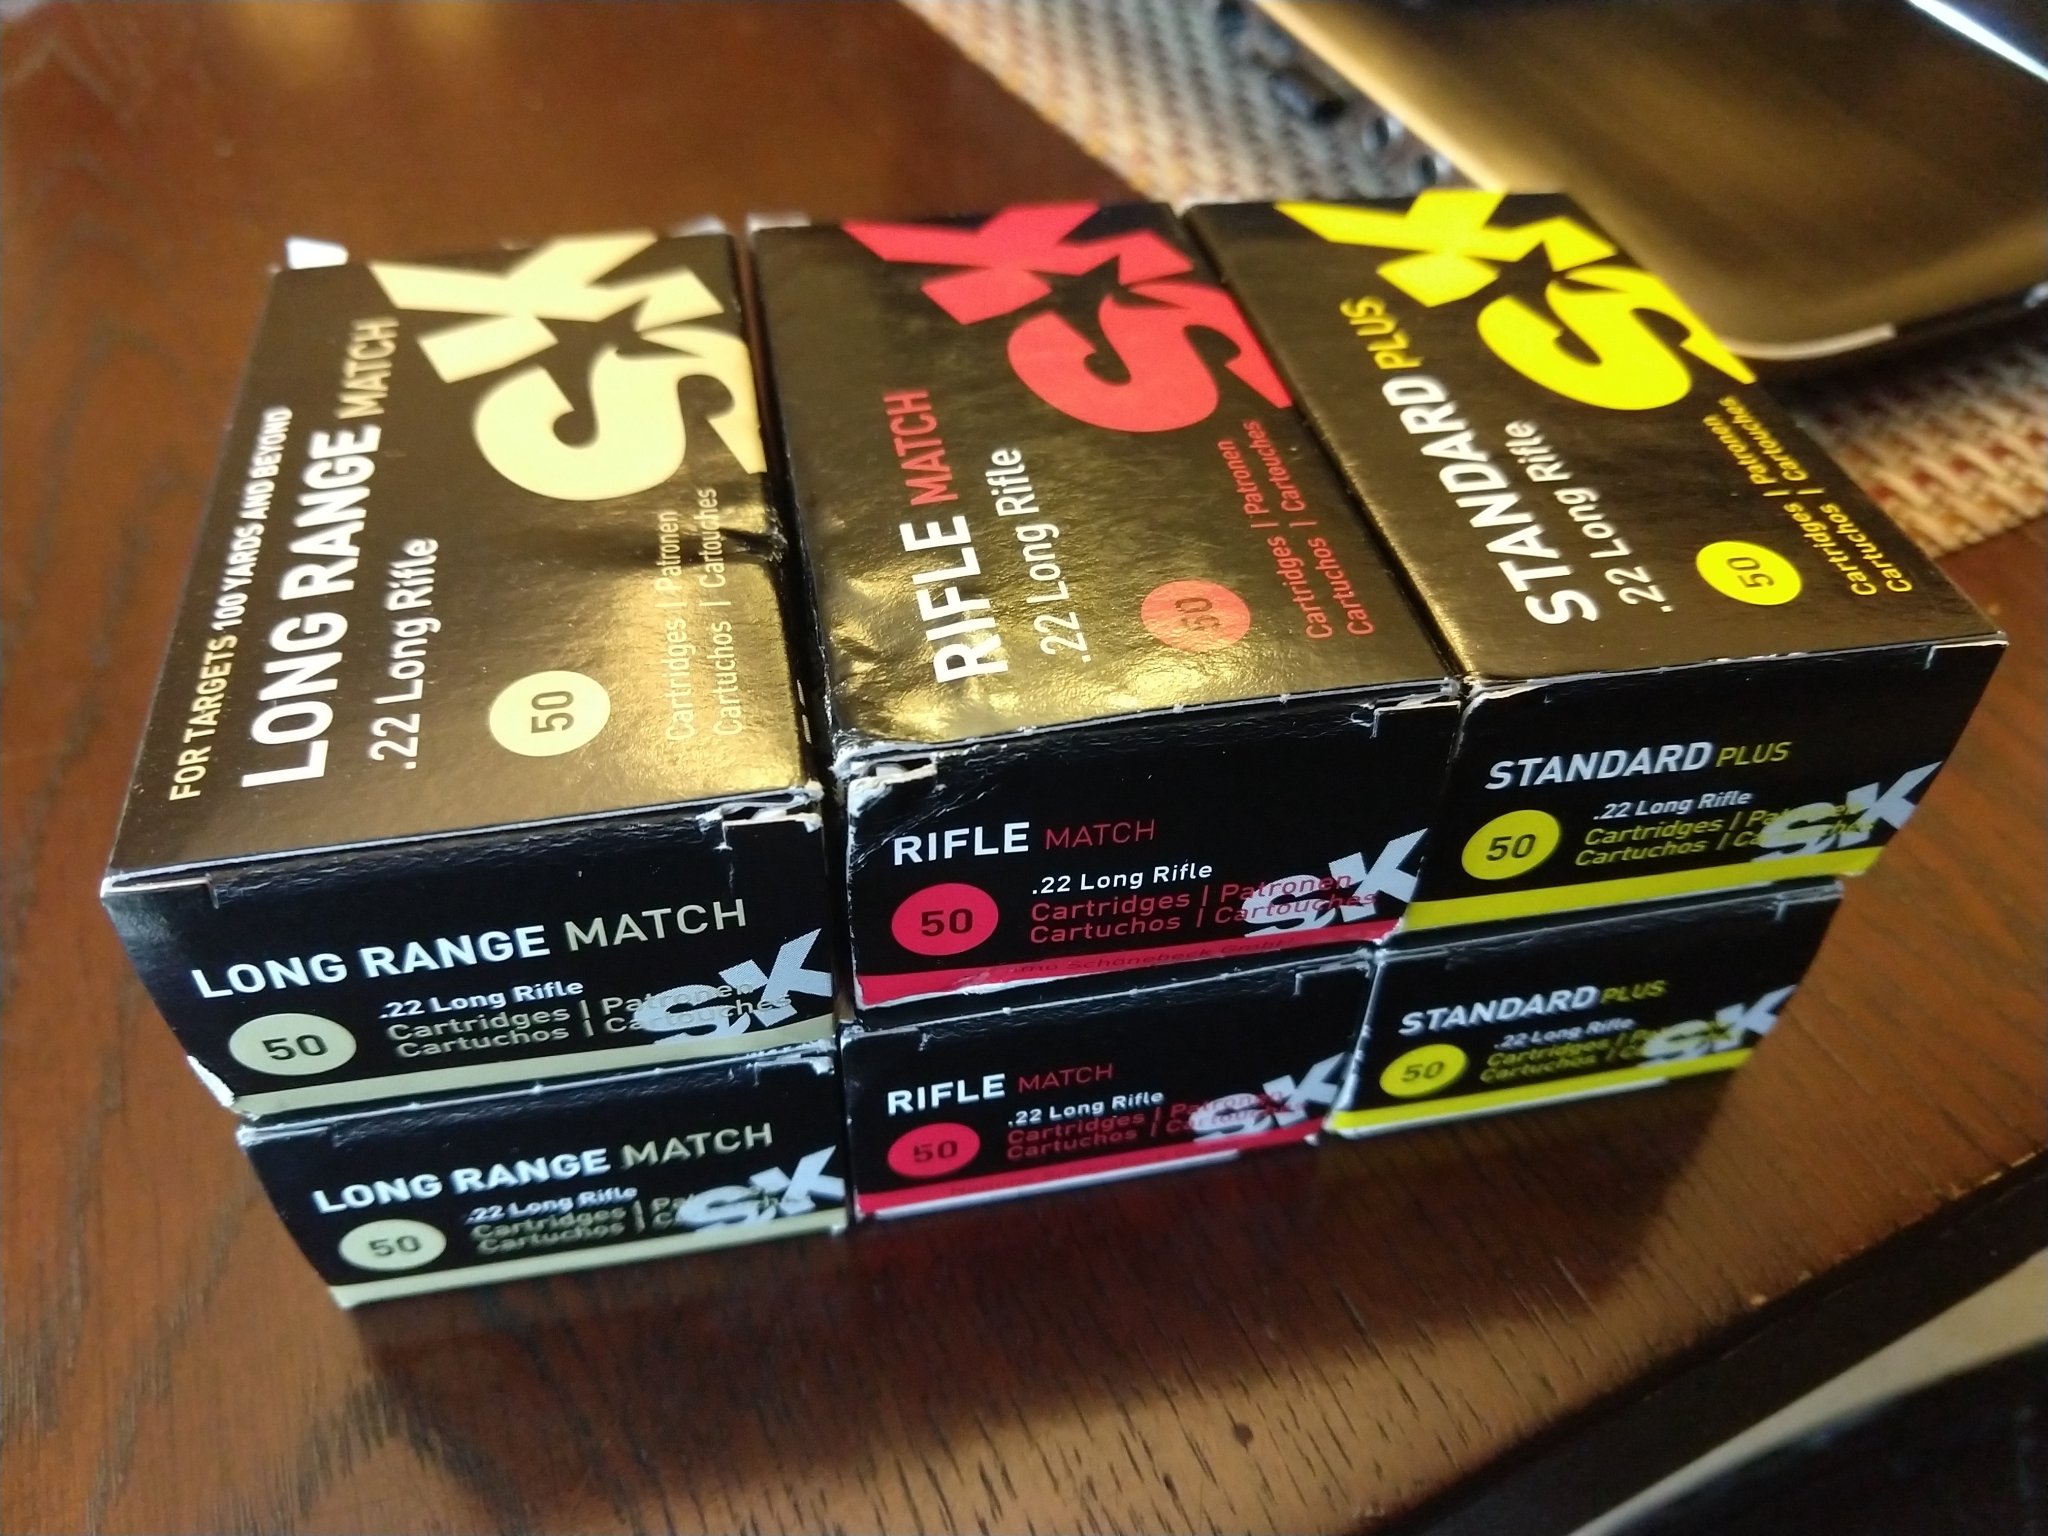 FOR TARGETS 100 YARDS AND BEYOND
LONG RANGE MATCH
.22 Long Rifle
50
Cartridges | Patronen
Cartuchos | Cartouches
SK
RIFLE MATCH
.22 Long Rifle
50
Cartridges | Patronen
Cartuchos | Cartouches
SK
STANDARD PLUS
.22 Long Rifle
50
Cartridges | Patronen
Cartuchos | Cartouches
SK
LONG RANGE MATCH
.22 Long Rifle
50
Cartridges | Patronen
Cartuchos | Cartouches
SK
RIFLE MATCH
.22 Long Rifle
50
Cartridges | Patronen
Cartuchos | Cartouches
SK
Schönebeck GmbH
STANDARD PLUS
.22 Long Rifle
50
Cartridges | Patronen
Cartuchos | Cartouches
SK
LONG RANGE MATCH
.22 Long Rifle
50
Cartridges |
Cartuchos |
SK
RIFLE MATCH
.22 Long Rifle
50
Cartridges | Patronen
Cartuchos | Cartouches
SK
STANDARD PLUS
.22 Long Rifle
50
Cartridges |
Cartuchos |
SK